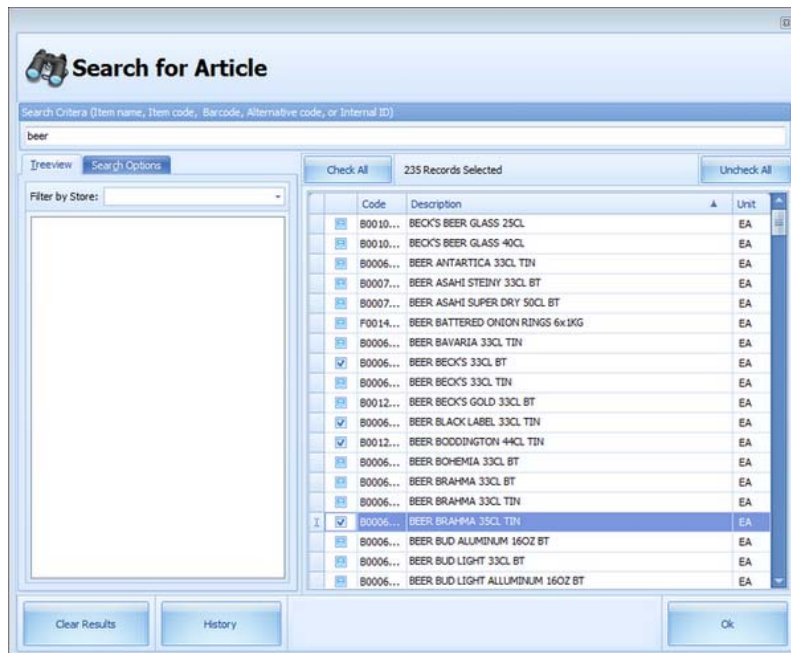 Search for Article
Search Critera (Item name, Item code, Barcode, Alternative code, or Internal ID)
beer
Treeview Search Options
Check All 235 Records Selected Uncheck All
Filter by Store:
Code Description Unit
B0010... BECK'S BEER GLASS 25CL EA
B0010... BECK'S BEER GLASS 40CL EA
B0006... BEER ANTARTICA 33CL TIN EA
B0007... BEER ASAHI STEINY 33CL BT EA
B0007... BEER ASAHI SUPER DRY 50CL BT EA
F0014... BEER BATTERED ONION RINGS 6x1KG EA
B0006... BEER BAVARIA 33CL TIN EA
B0006... BEER BECK'S 33CL BT EA
B0006... BEER BECK'S 33CL TIN EA
B0012... BEER BECK'S GOLD 33CL BT EA
B0006... BEER BLACK LABEL 33CL TIN EA
B0012... BEER BODDINGTON 44CL TIN EA
B0006... BEER BOHEMIA 33CL BT EA
B0006... BEER BRAHMA 33CL BT EA
B0006... BEER BRAHMA 33CL TIN EA
B0006... BEER BRAHMA 35CL TIN EA
B0006... BEER BUD ALUMINUM 16OZ BT EA
B0006... BEER BUD LIGHT 33CL BT EA
B0006... BEER BUD LIGHT ALLUMINUM 16OZ BT EA
Clear Results History Ok